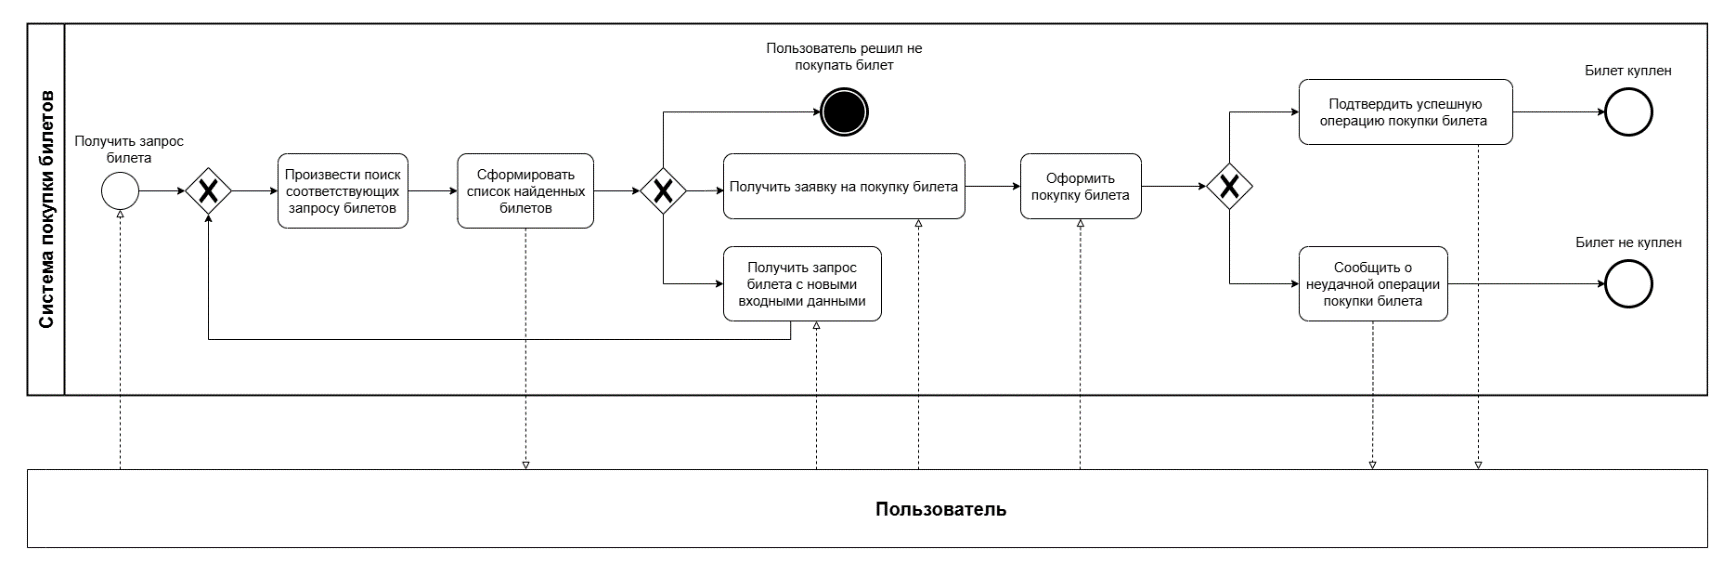 Система покупки билетов
Получить запрос
билета
Произвести поиск
соответствующих
запросу билетов
Сформировать
список найденных
билетов
Пользователь решил не
покупать билет
Получить заявку на покупку билета
Получить запрос
билета с новыми
входными данными
Оформить
покупку билета
Подтвердить успешную
операцию покупки билета
Билет куплен
Сообщить о
неудачной операции
покупки билета
Билет не куплен
Пользователь